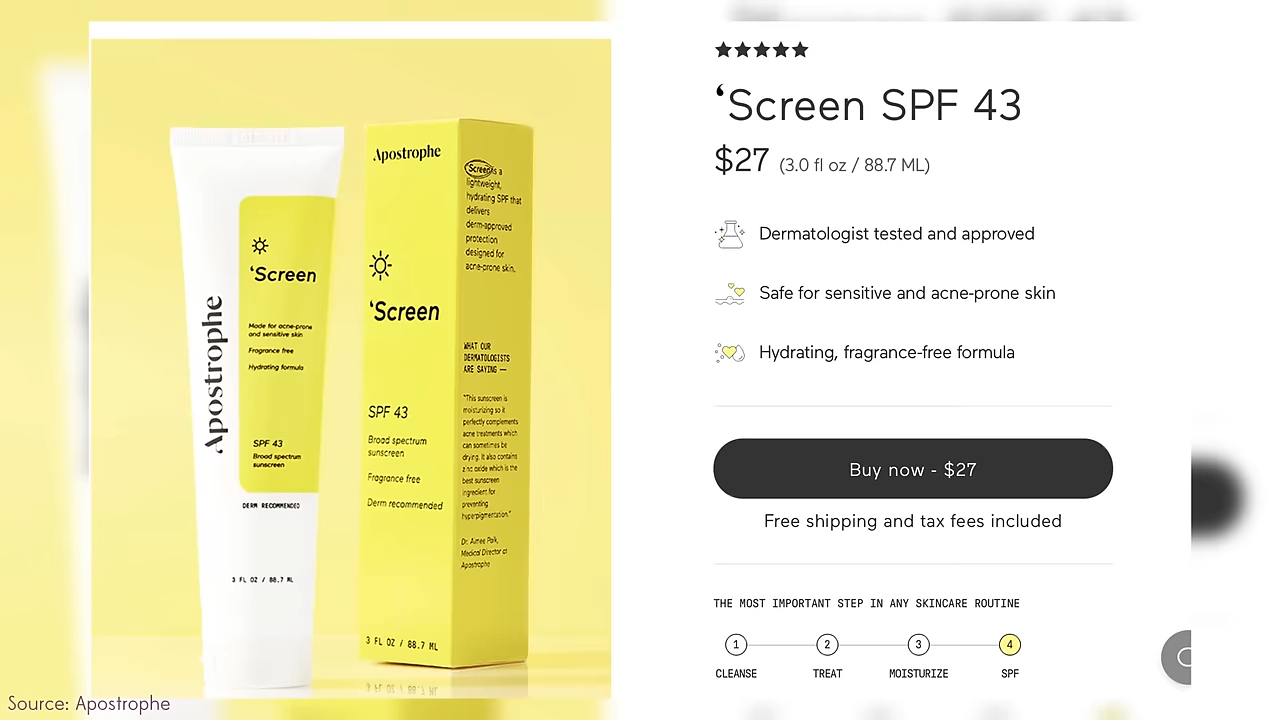 Apostrophe
'Screen
Made for acne-prone
and sensitive skin
Fragrance free
Hydrating formula
SPF 43
Broad spectrum
sunscreen
DERM RECOMMENDED
3 FL OZ / 88.7 ML
Apostrophe
'Screen
SPF 43
Broad spectrum
sunscreen
Fragrance free
Derm recommended
3 FL OZ / 88.7 ML
Screen is a
lightweight,
hydrating SPF that
delivers
derm-approved
protection
designed for
acne-prone skin.
WHAT OUR
DERMATOLOGISTS
ARE SAYING —
"This sunscreen is
moisturizing so it
perfectly complements
acne treatments which
can sometimes be
drying. It also contains
zinc oxide which is the
best sunscreen
ingredient for
preventing
hyperpigmentation."
Dr. Aimee Paik,
Medical Director at
Apostrophe
Source: Apostrophe
'Screen SPF 43
$27 (3.0 fl oz / 88.7 ML)
Dermatologist tested and approved
Safe for sensitive and acne-prone skin
Hydrating, fragrance-free formula
Buy now - $27
Free shipping and tax fees included
THE MOST IMPORTANT STEP IN ANY SKINCARE ROUTINE
1 2 3 4
CLEANSE TREAT MOISTURIZE SPF